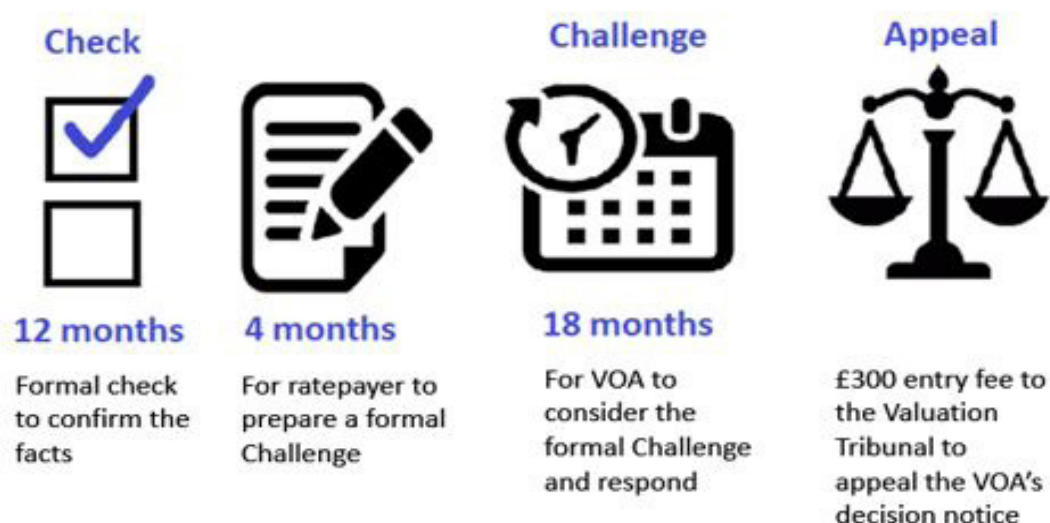 Check
12 months
Formal check
to confirm the
facts
4 months
For ratepayer to
prepare a formal
Challenge
Challenge
18 months
For VOA to
consider the
formal Challenge
and respond
Appeal
£300 entry fee to
the Valuation
Tribunal to
appeal the VOA's
decision notice